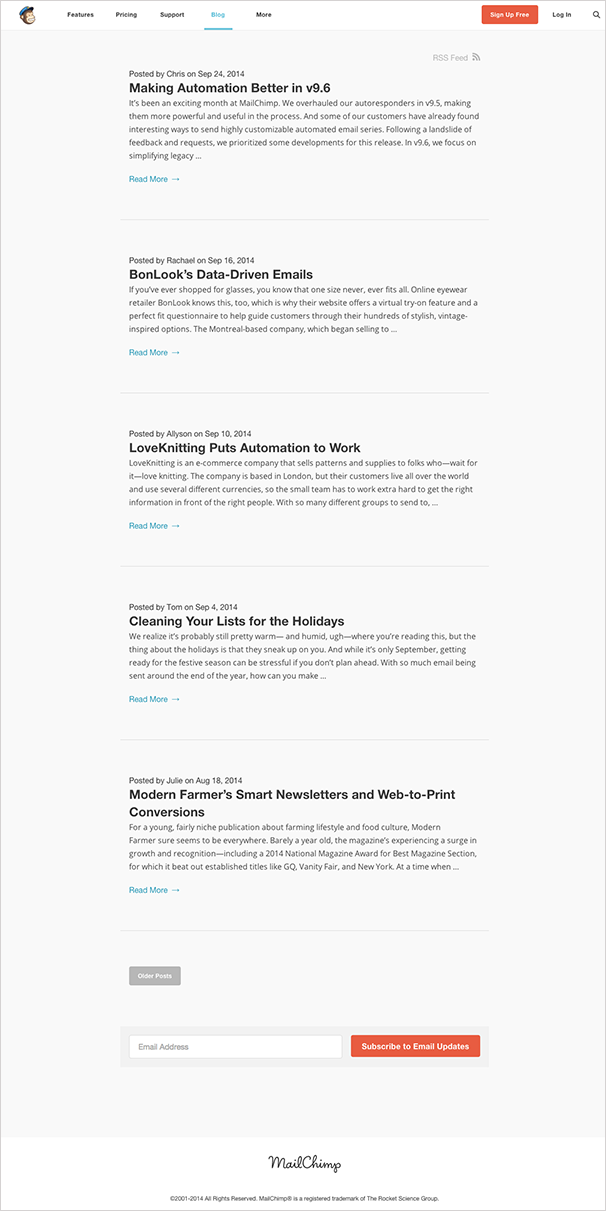 Features Pricing Support Blog More Sign Up Free Log In
RSS Feed
Posted by Chris on Sep 24, 2014
Making Automation Better in v9.6
It's been an exciting month at MailChimp. We overhauled our autoresponders in v9.5, making
them more powerful and useful in the process. And some of our customers have already found
interesting ways to send highly customizable automated email series. Following a landslide of
feedback and requests, we prioritized some developments for this release. In v9.6, we focus on
simplifying legacy ...
Read More →
Posted by Rachael on Sep 16, 2014
BonLook's Data-Driven Emails
If you've ever shopped for glasses, you know that one size never, ever fits all. Online eyewear
retailer BonLook knows this, too, which is why their website offers a virtual try-on feature and a
perfect fit questionnaire to help guide customers through their hundreds of stylish, vintage-
inspired options. The Montreal-based company, which began selling to ...
Read More →
Posted by Allyson on Sep 10, 2014
LoveKnitting Puts Automation to Work
LoveKnitting is an e-commerce company that sells patterns and supplies to folks who—wait for
it—love knitting. The company is based in London, but their customers live all over the world
and use several different currencies, so the small team has to work extra hard to get the right
information in front of the right people. With so many different groups to send to, ...
Read More →
Posted by Tom on Sep 4, 2014
Cleaning Your Lists for the Holidays
We realize it's probably still pretty warm— and humid, ugh—where you're reading this, but the
thing about the holidays is that they sneak up on you. And while it's only September, getting
ready for the festive season can be stressful if you don't plan ahead. With so much email being
sent around the end of the year, how can you make ...
Read More →
Posted by Julie on Aug 18, 2014
Modern Farmer's Smart Newsletters and Web-to-Print
Conversions
For a young, fairly niche publication about farming lifestyle and food culture, Modern
Farmer sure seems to be everywhere. Barely a year old, the magazine's experiencing a surge in
growth and recognition—including a 2014 National Magazine Award for Best Magazine Section,
for which it beat out established titles like GQ, Vanity Fair, and New York. At a time when ...
Read More →
Older Posts
Email Address Subscribe to Email Updates
MailChimp
©2001-2014 All Rights Reserved. MailChimp® is a registered trademark of The Rocket Science Group.